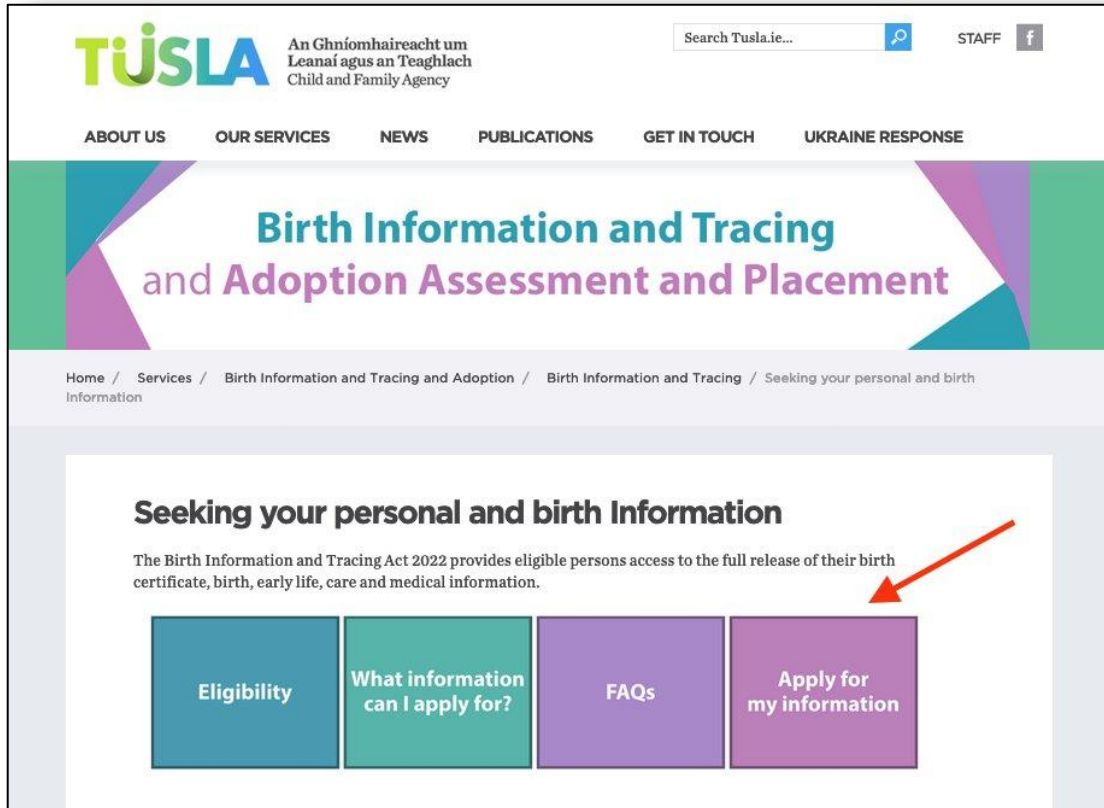 TUSLA
An Ghníomhaireacht um
Leanaí agus an Teaghlach
Child and Family Agency
Search Tusla.ie...
STAFF
f
ABOUT US OUR SERVICES NEWS PUBLICATIONS GET IN TOUCH UKRAINE RESPONSE
Birth Information and Tracing
and Adoption Assessment and Placement
Home / Services / Birth Information and Tracing and Adoption / Birth Information and Tracing / Seeking your personal and birth
Information
Seeking your personal and birth Information
The Birth Information and Tracing Act 2022 provides eligible persons access to the full release of their birth
certificate, birth, early life, care and medical information.
Eligibility
What information
can I apply for?
FAQs
Apply for
my information